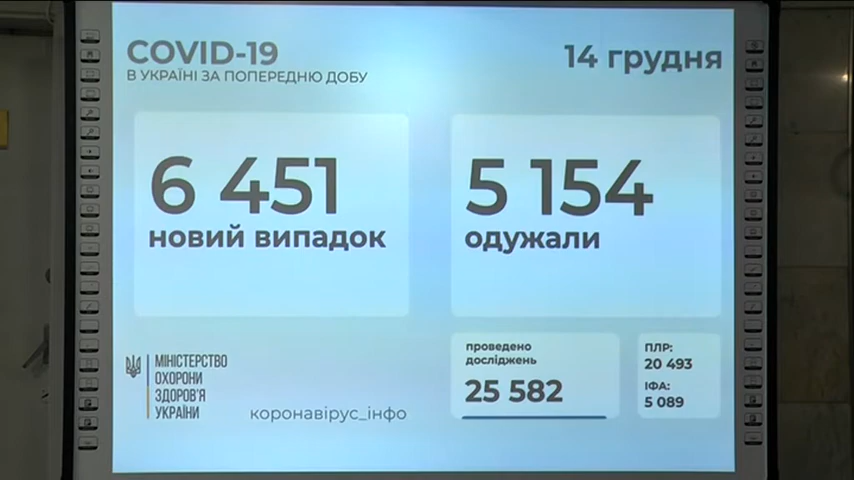 COVID-19
В УКРАЇНІ ЗА ПОПЕРЕДНЮ ДОБУ
14 грудня
6 451
новий випадок
5 154
одужали
МІНІСТЕРСТВО
ОХОРОНИ
ЗДОРОВ'Я
УКРАЇНИ
коронавірус_інфо
проведено
досліджень
25 582
ПЛР:
20 493
ІФА:
5 089